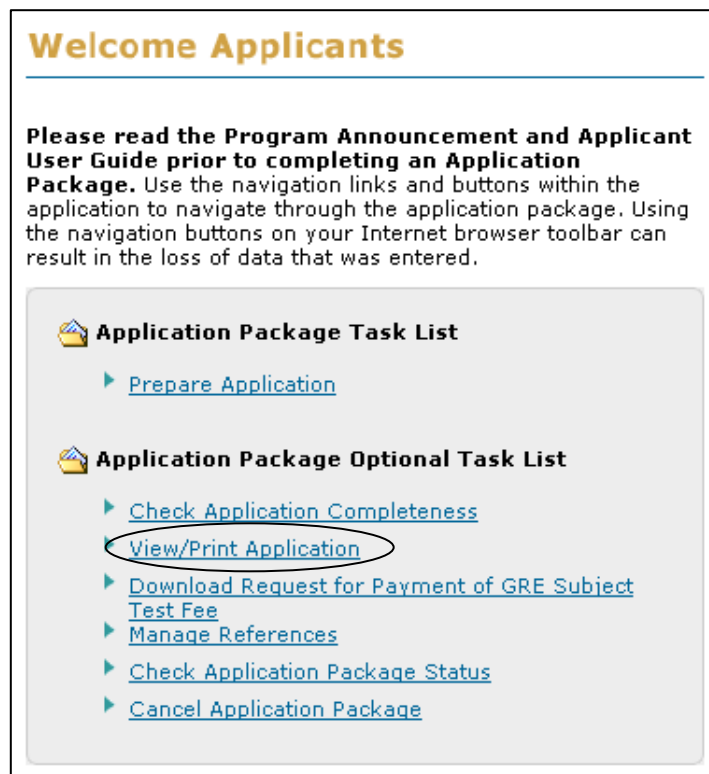 Welcome Applicants
Please read the Program Announcement and Applicant
User Guide prior to completing an Application
Package. Use the navigation links and buttons within the
application to navigate through the application package. Using
the navigation buttons on your Internet browser toolbar can
result in the loss of data that was entered.
Application Package Task List
Prepare Application
Application Package Optional Task List
Check Application Completeness
View/Print Application
Download Request for Payment of GRE Subject
Test Fee
Manage References
Check Application Package Status
Cancel Application Package